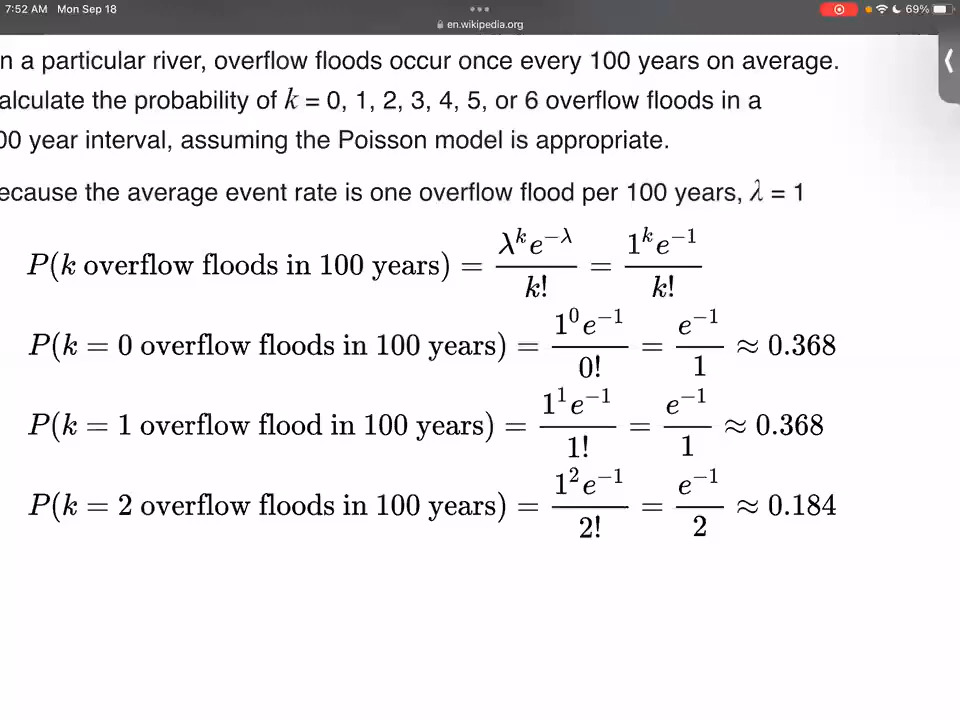 7:52 AM Mon Sep 18
69%
en.wikipedia.org
n a particular river, overflow floods occur once every 100 years on average.
alculate the probability of k = 0, 1, 2, 3, 4, 5, or 6 overflow floods in a
00 year interval, assuming the Poisson model is appropriate.
ecause the average event rate is one overflow flood per 100 years, λ = 1
P(k overflow floods in 100 years) = λ^k e^−λ / k! = 1^k e^−1 / k!
P(k = 0 overflow floods in 100 years) = 1^0 e^−1 / 0! = e^−1 / 1 ≈ 0.368
P(k = 1 overflow flood in 100 years) = 1^1 e^−1 / 1! = e^−1 / 1 ≈ 0.368
P(k = 2 overflow floods in 100 years) = 1^2 e^−1 / 2! = e^−1 / 2 ≈ 0.184